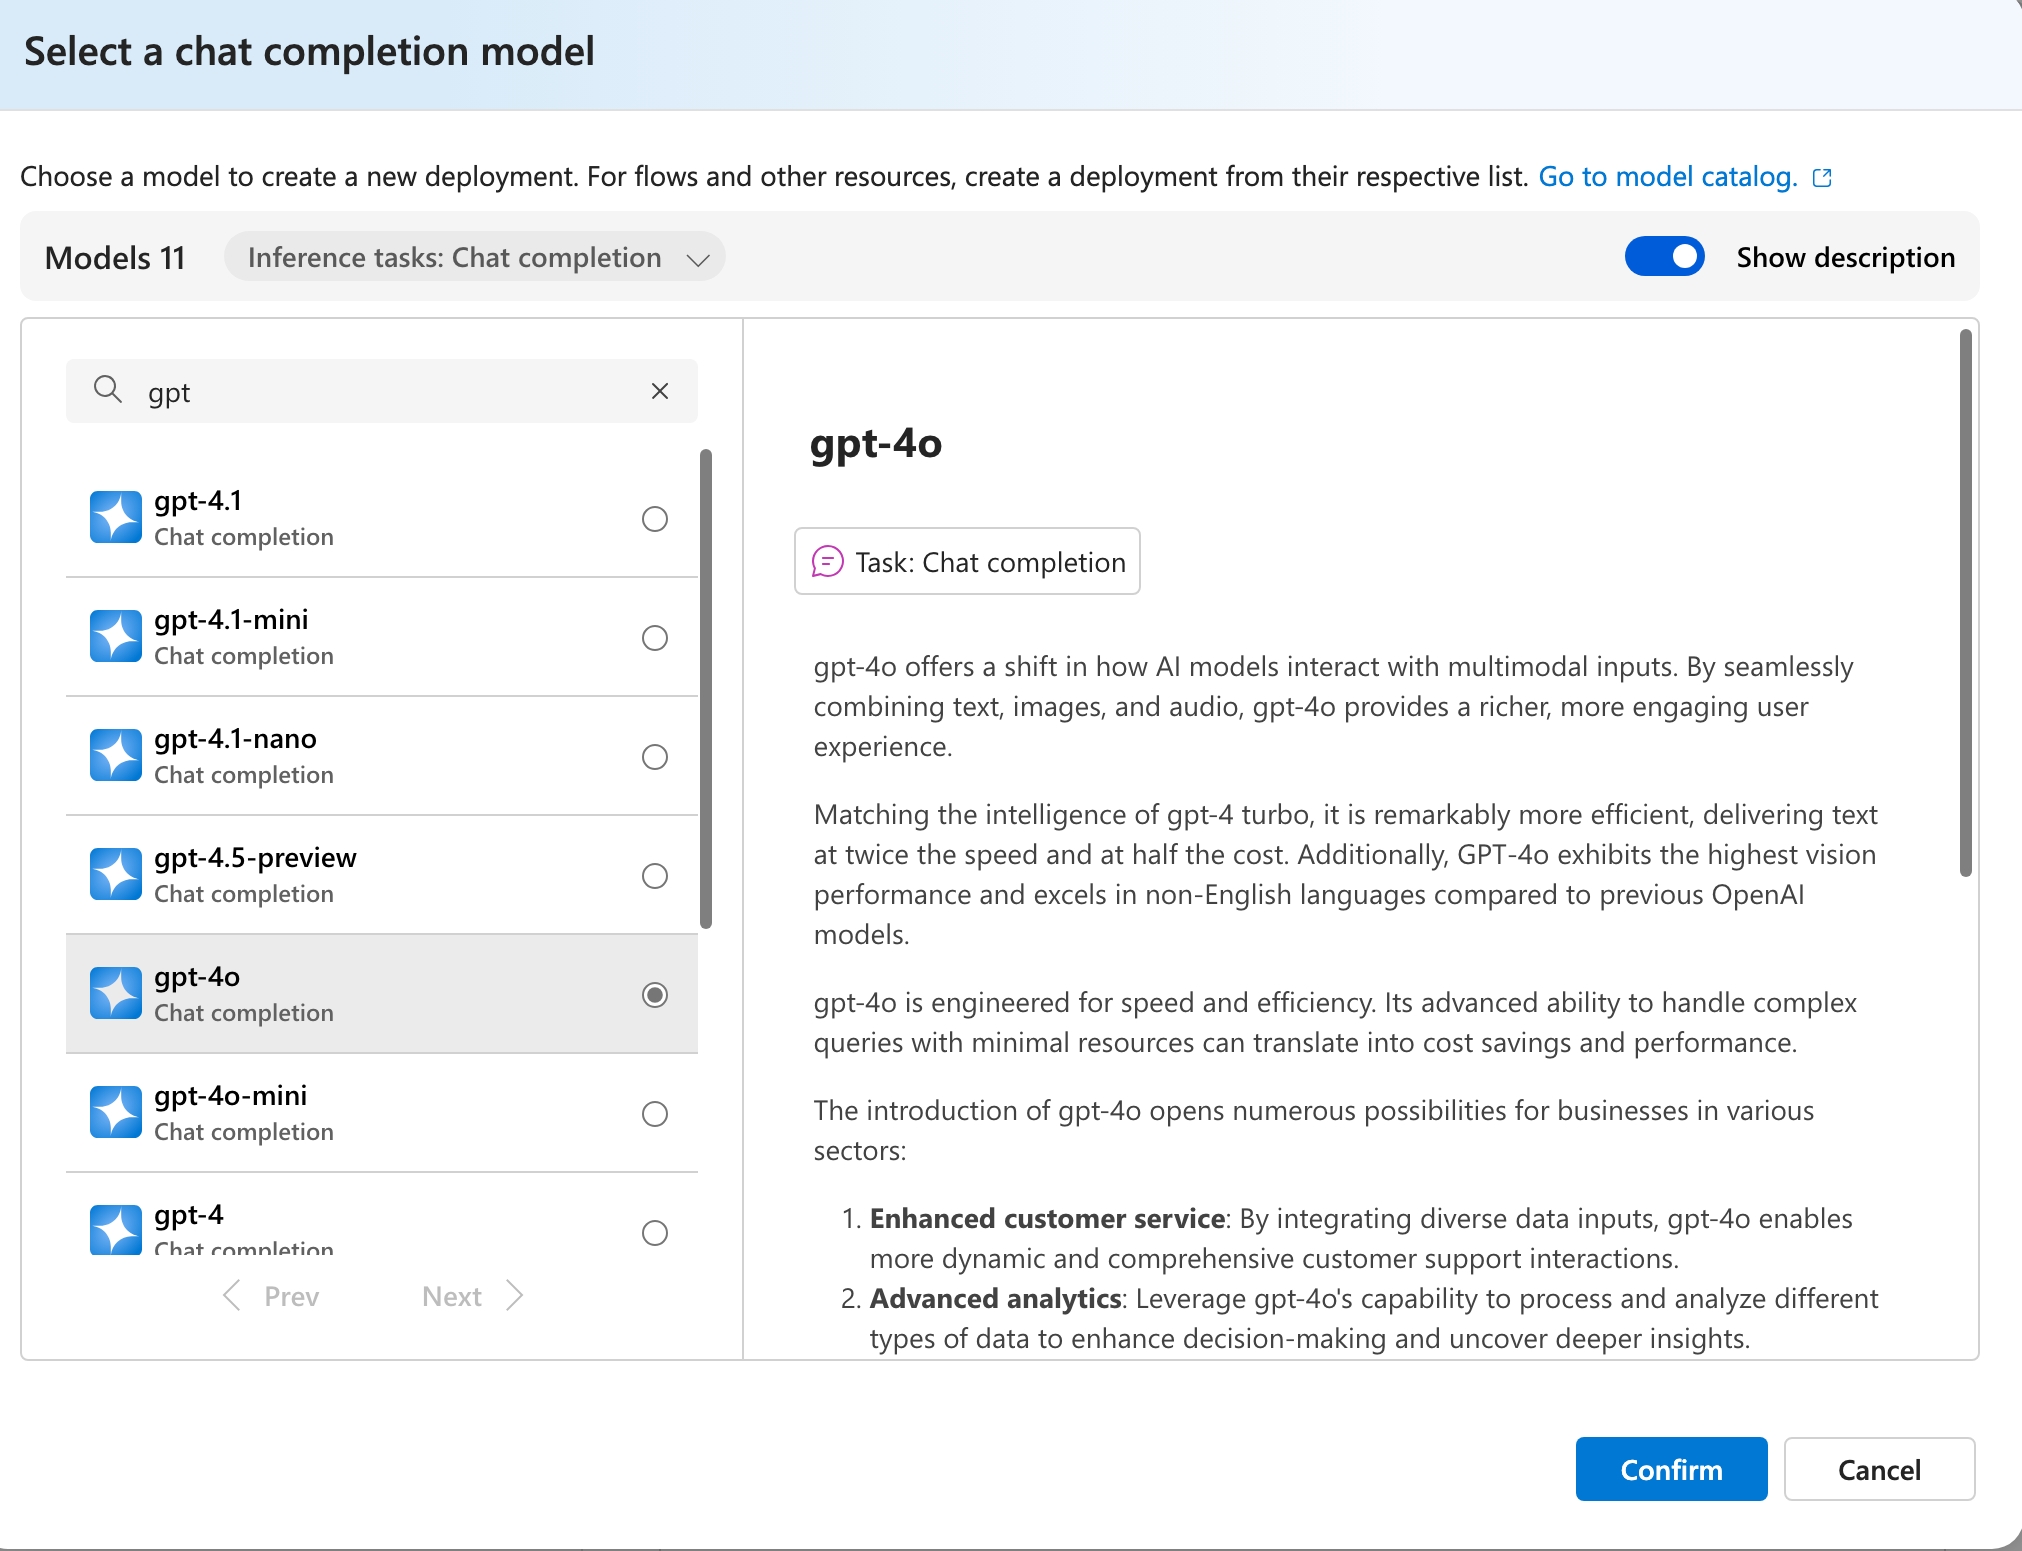 Select a chat completion model
Choose a model to create a new deployment. For flows and other resources, create a deployment from their respective list. Go to model catalog.
Models 11
Inference tasks: Chat completion
Show description
gpt
gpt-4.1
Chat completion
gpt-4.1-mini
Chat completion
gpt-4.1-nano
Chat completion
gpt-4.5-preview
Chat completion
gpt-4o
Chat completion
gpt-4o-mini
Chat completion
gpt-4
Chat completion
Prev
Next
gpt-4o
Task: Chat completion
gpt-4o offers a shift in how AI models interact with multimodal inputs. By seamlessly
combining text, images, and audio, gpt-4o provides a richer, more engaging user
experience.
Matching the intelligence of gpt-4 turbo, it is remarkably more efficient, delivering text
at twice the speed and at half the cost. Additionally, GPT-4o exhibits the highest vision
performance and excels in non-English languages compared to previous OpenAI
models.
gpt-4o is engineered for speed and efficiency. Its advanced ability to handle complex
queries with minimal resources can translate into cost savings and performance.
The introduction of gpt-4o opens numerous possibilities for businesses in various
sectors:
1. Enhanced customer service: By integrating diverse data inputs, gpt-4o enables
more dynamic and comprehensive customer support interactions.
2. Advanced analytics: Leverage gpt-4o's capability to process and analyze different
types of data to enhance decision-making and uncover deeper insights.
Confirm
Cancel